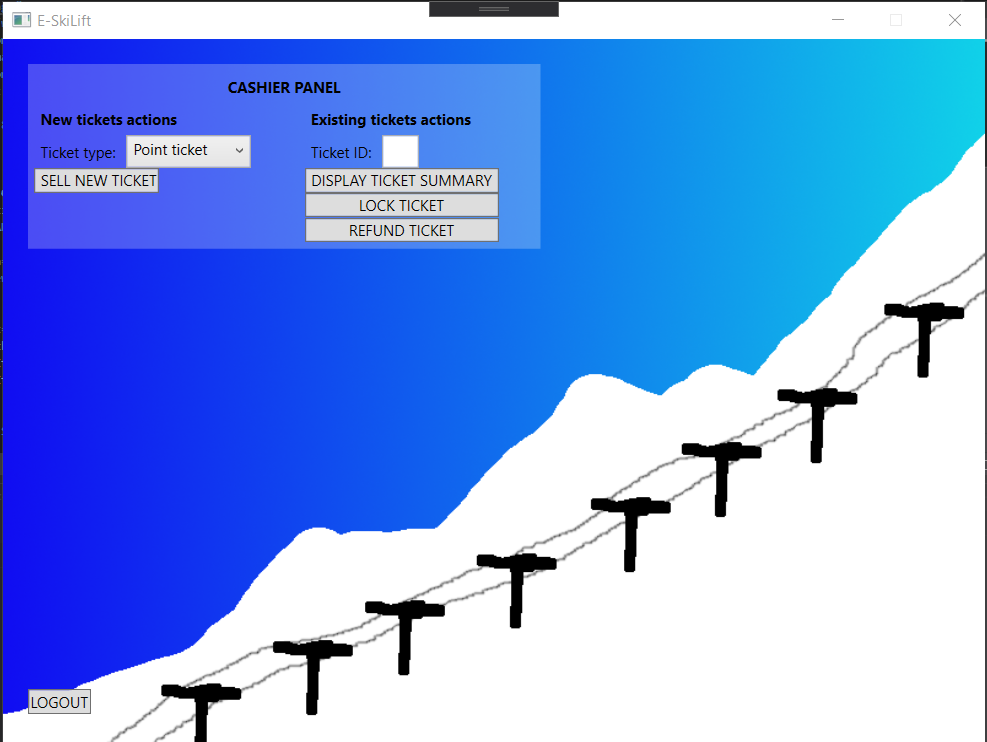 E-SkiLift
CASHIER PANEL
New tickets actions
Ticket type: Point ticket
SELL NEW TICKET
Existing tickets actions
Ticket ID:
DISPLAY TICKET SUMMARY
LOCK TICKET
REFUND TICKET
LOGOUT